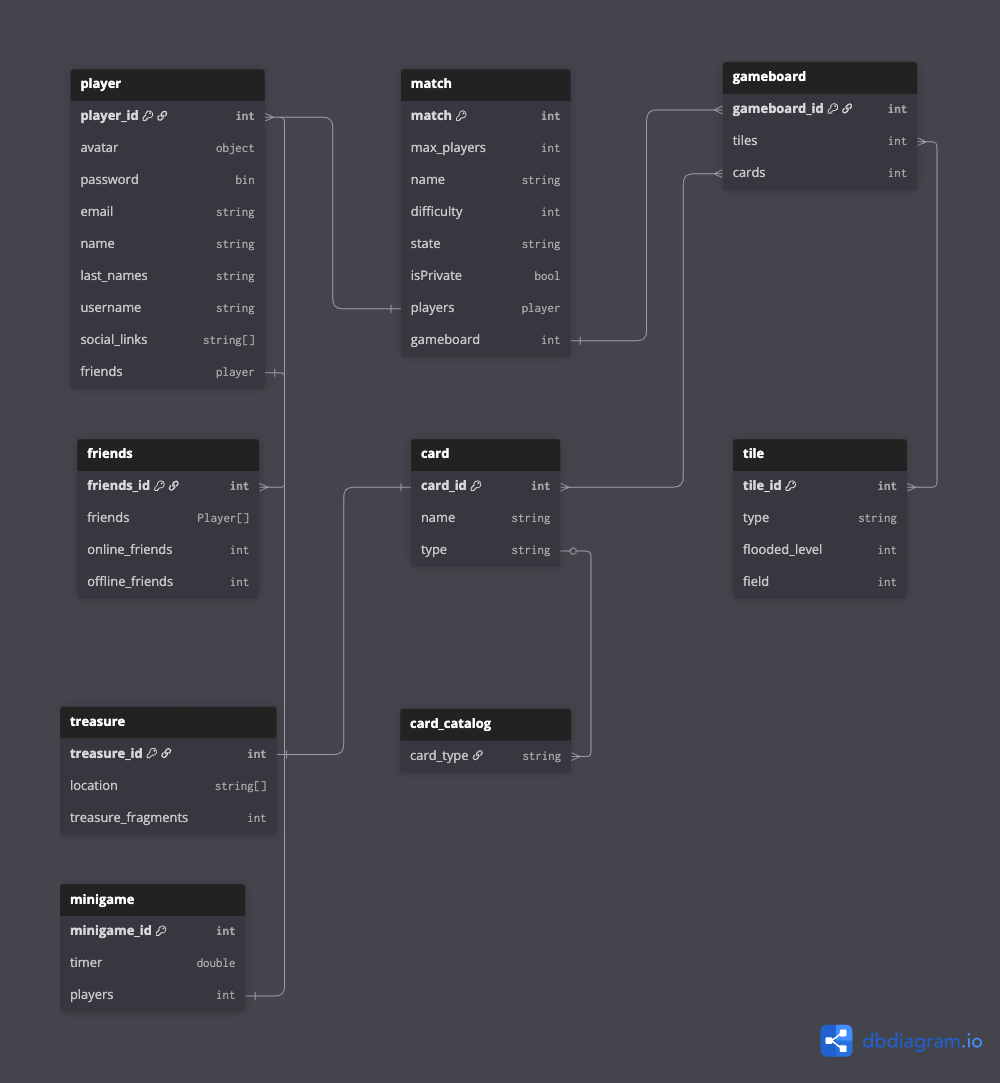 player
player_id int
avatar object
password bin
email string
name string
last_names string
username string
social_links string[]
friends player
match
match int
max_players int
name string
difficulty int
state string
isPrivate bool
players player
gameboard int
gameboard
gameboard_id int
tiles int
cards int
friends
friends_id int
friends Player[]
online_friends int
offline_friends int
card
card_id int
name string
type string
tile
tile_id int
type string
flooded_level int
field int
treasure
treasure_id int
location string[]
treasure_fragments int
card_catalog
card_type string
minigame
minigame_id int
timer double
players int
dbdiagram.io